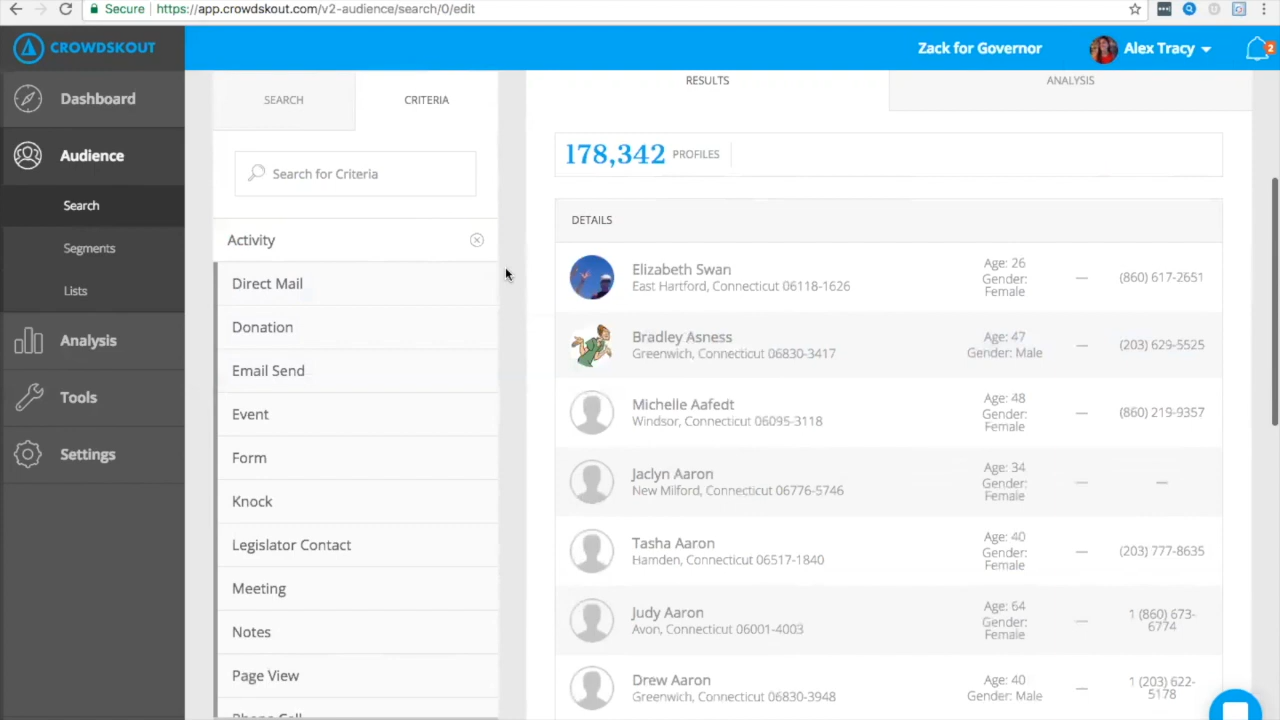 Secure
https://app.crowdskout.com/v2-audience/search/0/edit
CROWDSKOUT
Zack for Governor
Alex Tracy
2
Dashboard
Audience
Search
Segments
Lists
Analysis
Tools
Settings
SEARCH
CRITERIA
Search for Criteria
Activity
Direct Mail
Donation
Email Send
Event
Form
Knock
Legislator Contact
Meeting
Notes
Page View
Phone Call
RESULTS
ANALYSIS
178,342 PROFILES
DETAILS
Elizabeth Swan
East Hartford, Connecticut 06118-1626
Age: 26
Gender:
Female
—
(860) 617-2651
Bradley Asness
Greenwich, Connecticut 06830-3417
Age: 47
Gender: Male
—
(203) 629-5525
Michelle Aafedt
Windsor, Connecticut 06095-3118
Age: 48
Gender:
Female
—
(860) 219-9357
Jaclyn Aaron
New Milford, Connecticut 06776-5746
Age: 34
Gender:
Female
—
—
Tasha Aaron
Hamden, Connecticut 06517-1840
Age: 40
Gender:
Female
—
(203) 777-8635
Judy Aaron
Avon, Connecticut 06001-4003
Age: 64
Gender:
Female
—
1 (860) 673-
6774
Drew Aaron
Greenwich, Connecticut 06830-3948
Age: 40
Gender: Male
—
1 (203) 622-
5178